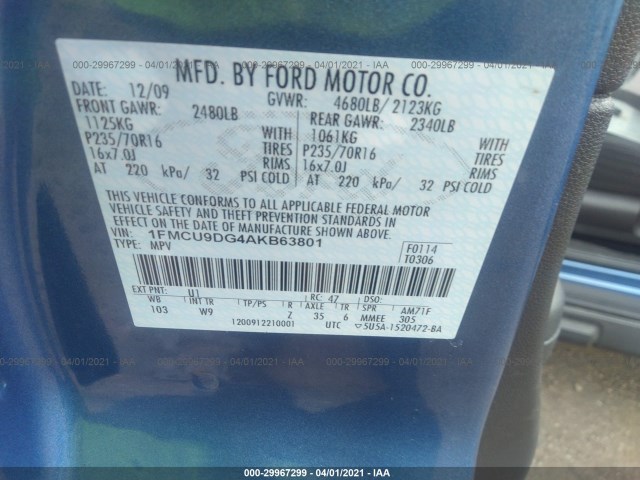 000-29967299 - 04/01/2021 - IAA
MFD. BY FORD MOTOR CO.
DATE: 12/09 GVWR: 4680LB/ 2123KG
FRONT GAWR: 2480LB REAR GAWR: 2340LB
1125KG WITH 1061KG WITH
P235/70R16 TIRES P235/70R16 TIRES
16x7.0J RIMS 16x7.0J RIMS
AT 220 kPa/ 32 PSI COLD AT 220 kPa/ 32 PSI COLD
THIS VEHICLE CONFORMS TO ALL APPLICABLE FEDERAL MOTOR
VEHICLE SAFETY AND THEFT PREVENTION STANDARDS IN
EFFECT ON THE DATE OF MANUFACTURE SHOWN ABOVE.
VIN: 1FMCU9DG4AKB63801
TYPE: MPV
F0114
T0306
EXT PNT: U1 RC: 47 DSO:
WB INT TR TP/PS R AXLE TR SPR AM71F
103 W9 Z 35 6 MMEE 305
1200912210001 UTC 5U5A-1520472-BA
000-29967299 - 04/01/2021 - IAA